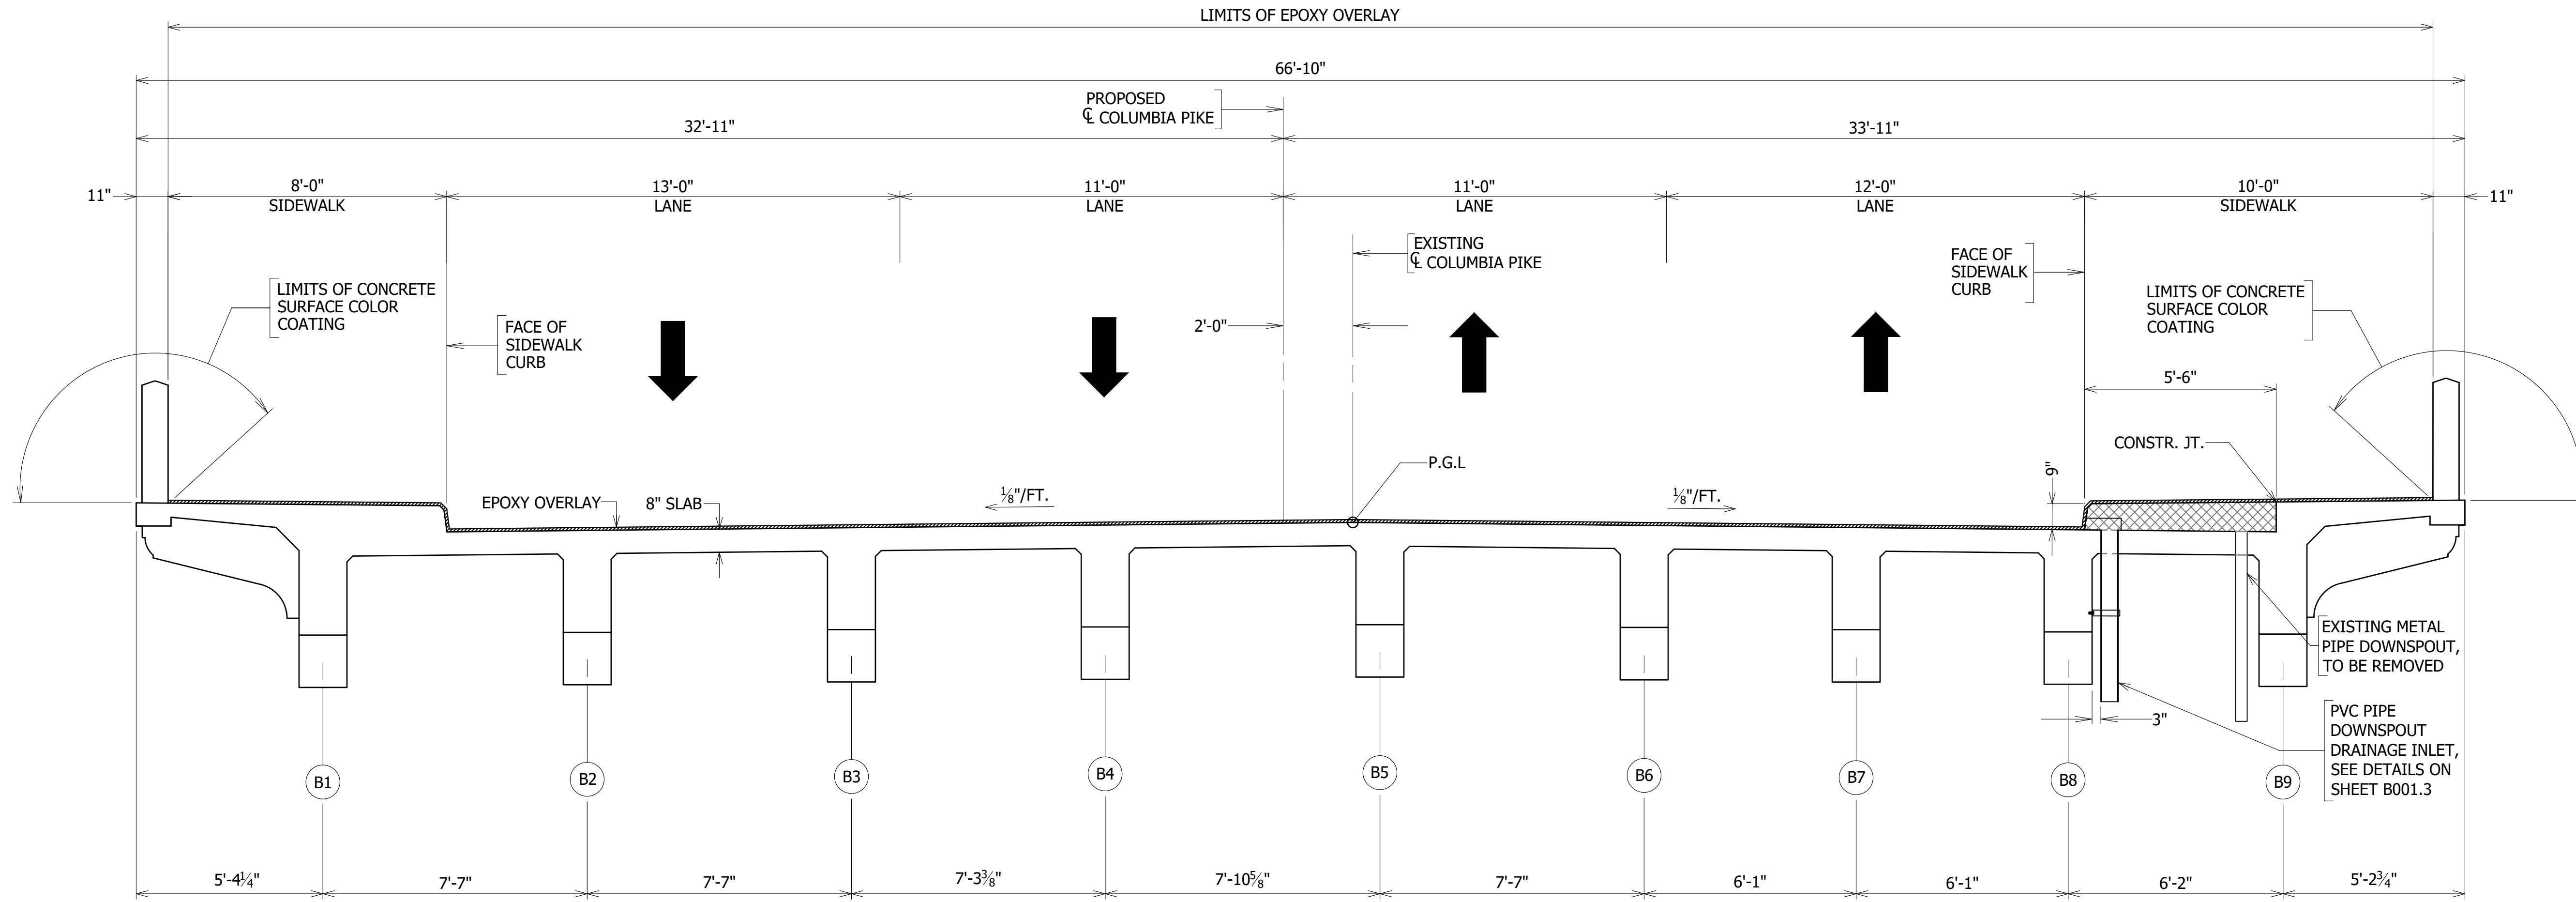 LIMITS OF EPOXY OVERLAY
66'-10"
PROPOSED
℄ COLUMBIA PIKE
32'-11"
33'-11"
11"
8'-0"
SIDEWALK
13'-0"
LANE
11'-0"
LANE
11'-0"
LANE
12'-0"
LANE
10'-0"
SIDEWALK
11"
EXISTING
℄ COLUMBIA PIKE
FACE OF
SIDEWALK
CURB
LIMITS OF CONCRETE
SURFACE COLOR
COATING
LIMITS OF CONCRETE
SURFACE COLOR
COATING
FACE OF
SIDEWALK
CURB
2'-0"
5'-6"
CONSTR. JT.
P.G.L
9"
EPOXY OVERLAY
8" SLAB
⅛"/FT.
⅛"/FT.
EXISTING METAL
PIPE DOWNSPOUT,
TO BE REMOVED
3"
PVC PIPE
DOWNSPOUT
DRAINAGE INLET,
SEE DETAILS ON
SHEET B001.3
B1
B2
B3
B4
B5
B6
B7
B8
B9
5'-4¼"
7'-7"
7'-7"
7'-3⅜"
7'-10⅝"
7'-7"
6'-1"
6'-1"
6'-2"
5'-2¾"